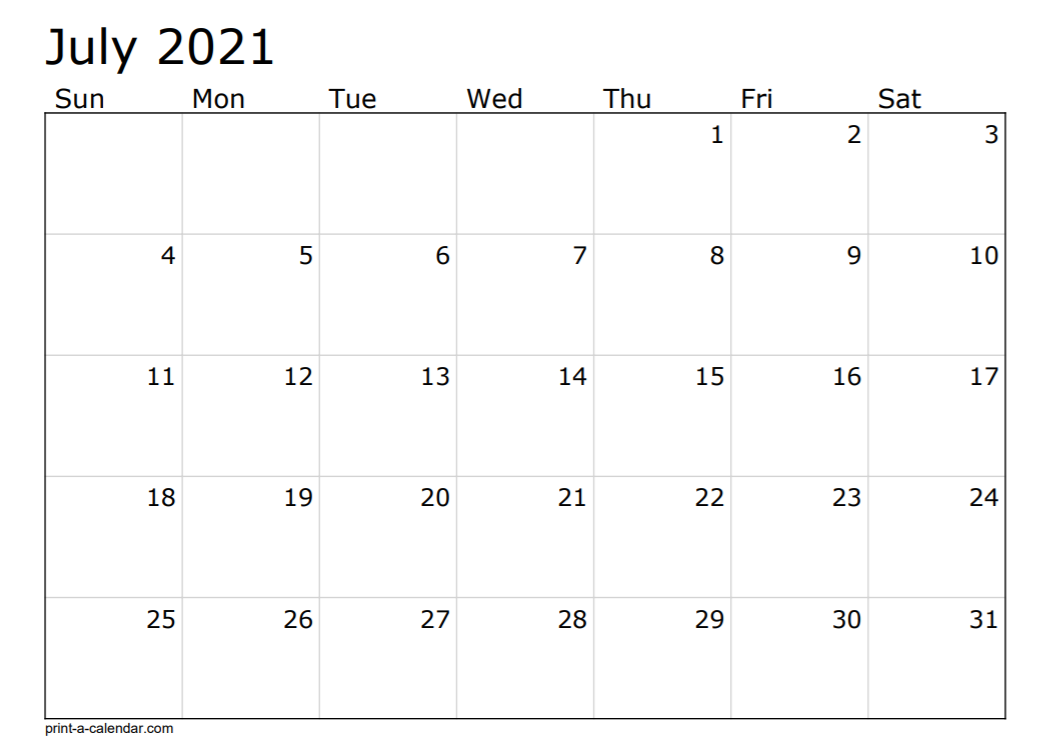 July 2021
Sun Mon Tue Wed Thu Fri Sat
1 2 3
4 5 6 7 8 9 10
11 12 13 14 15 16 17
18 19 20 21 22 23 24
25 26 27 28 29 30 31
print-a-calendar.com